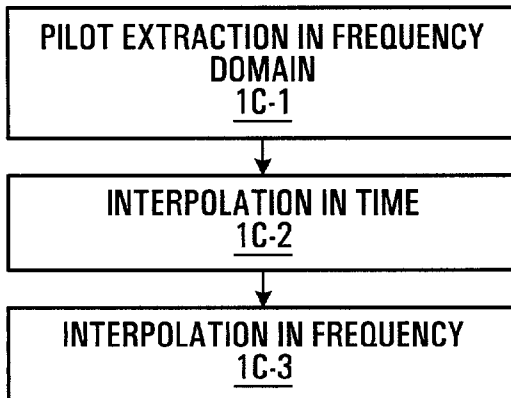 PILOT EXTRACTION IN FREQUENCY
DOMAIN
1C-1
INTERPOLATION IN TIME
1C-2
INTERPOLATION IN FREQUENCY
1C-3